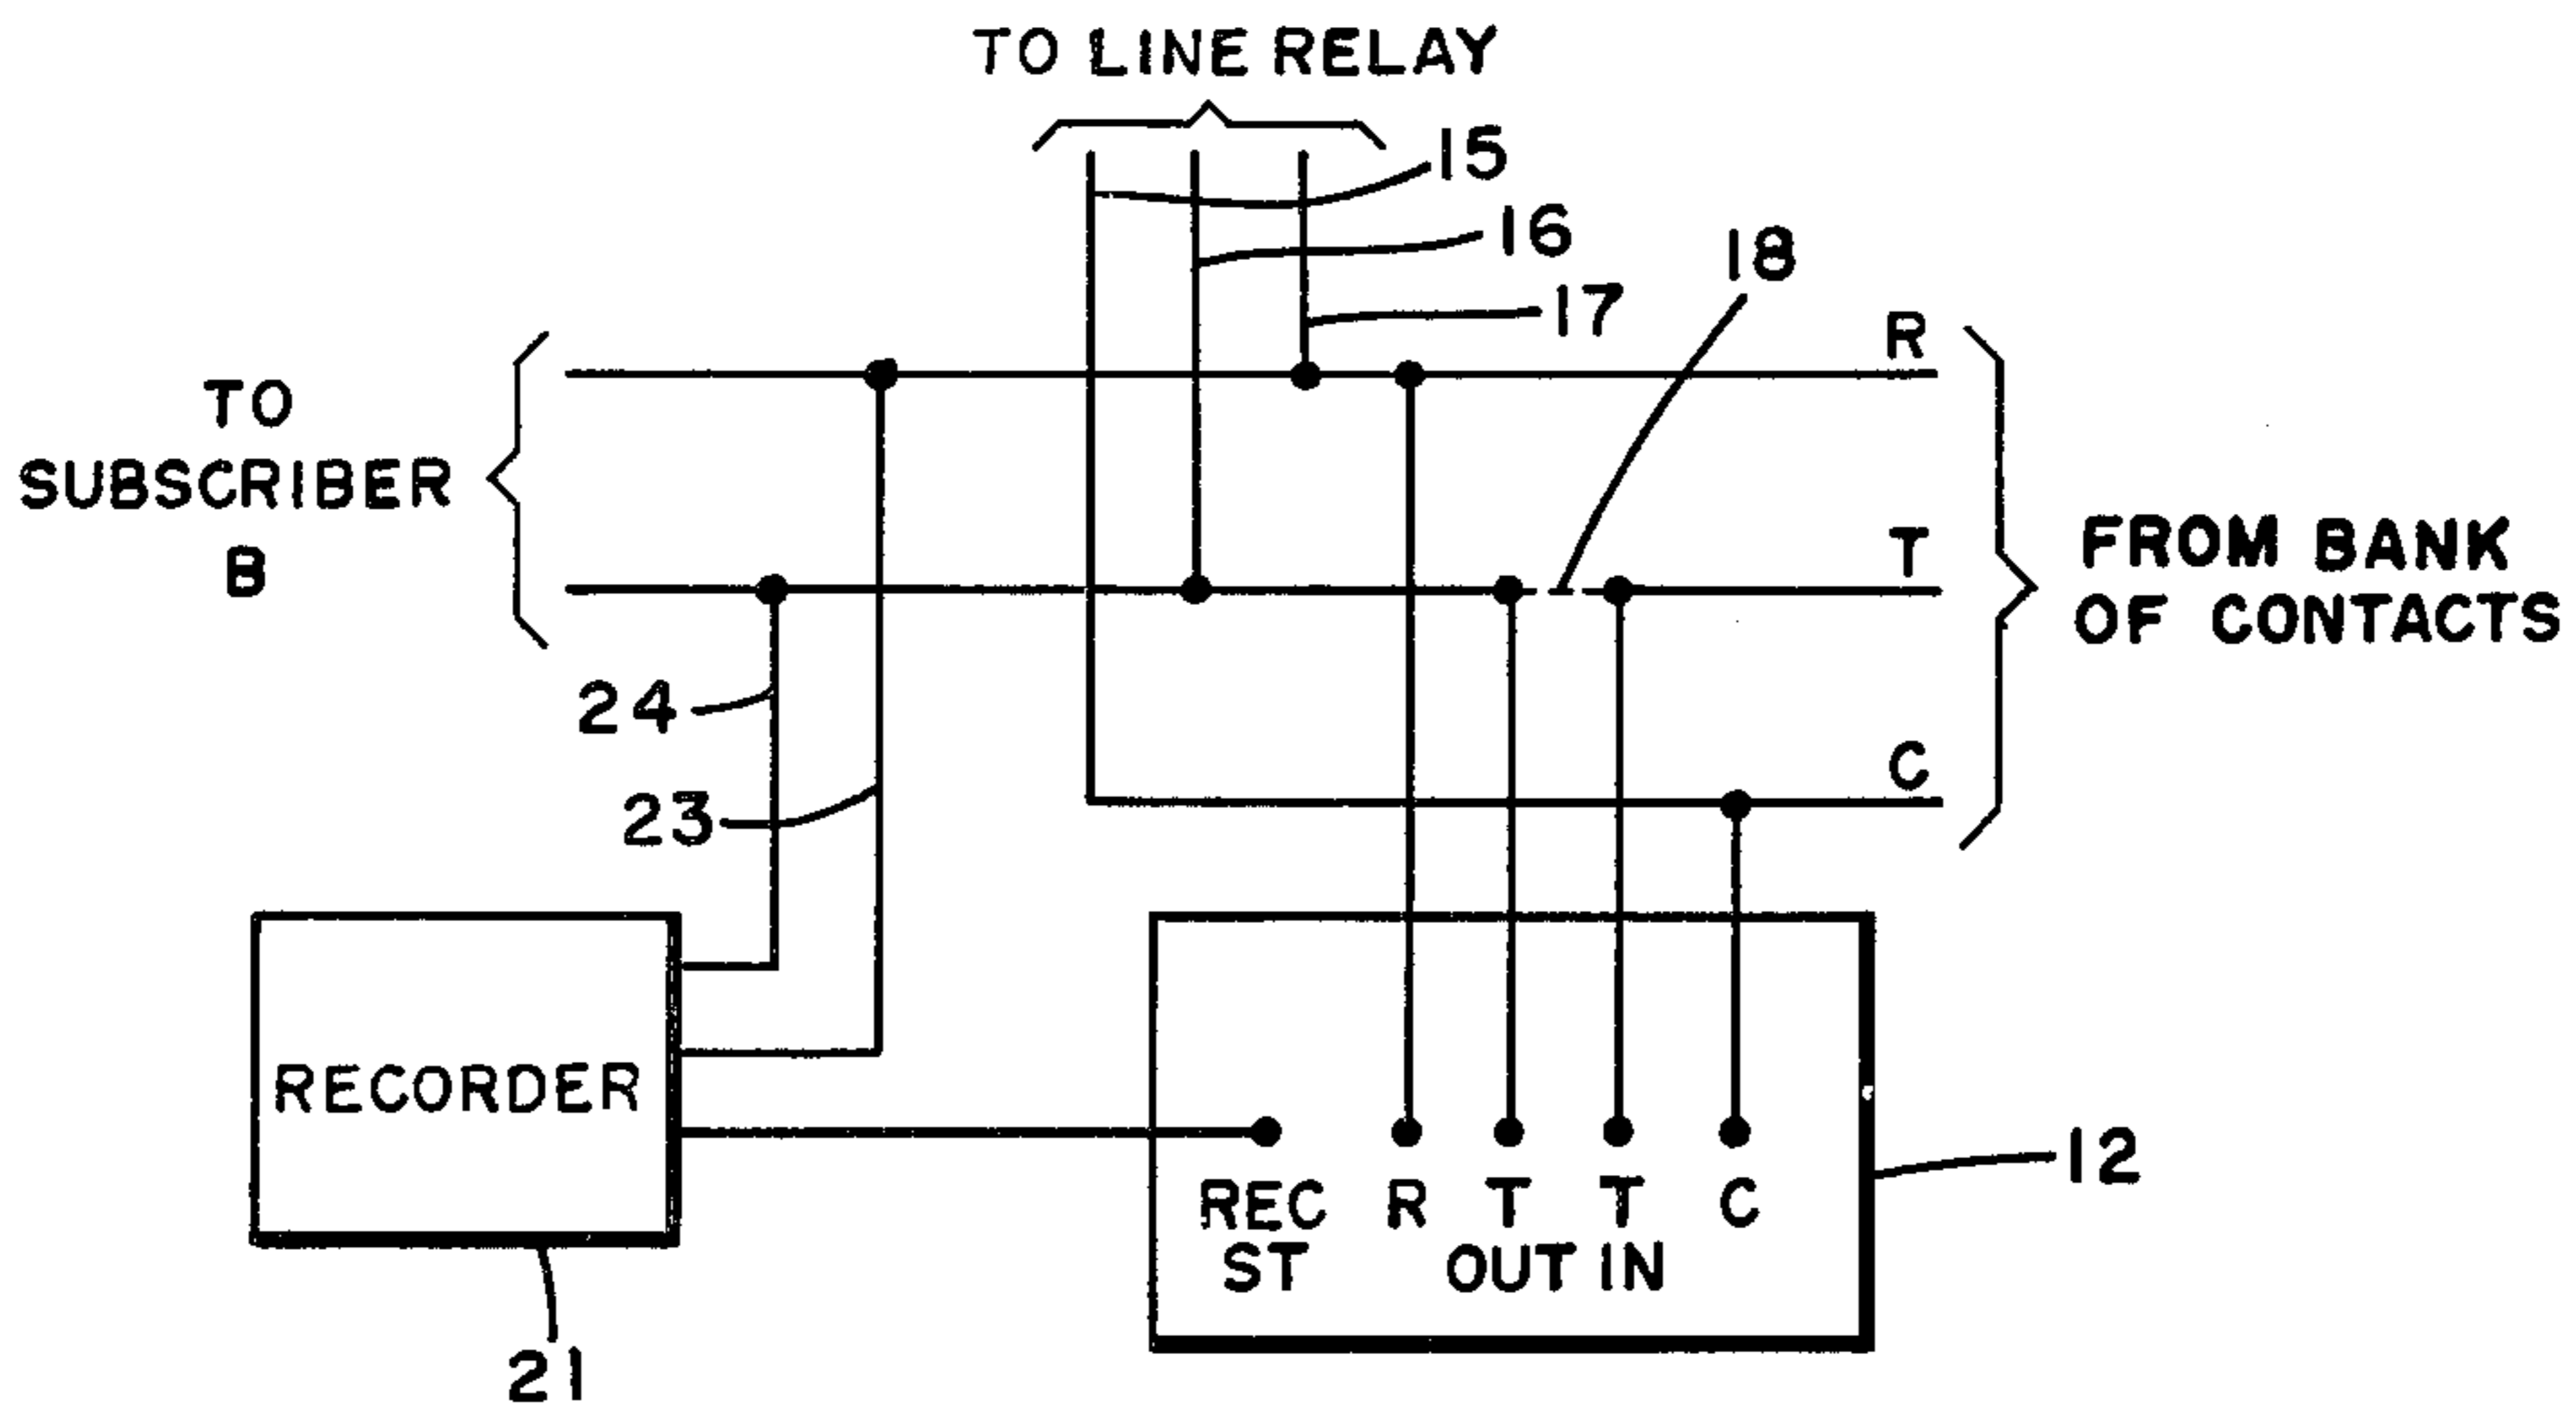 TO LINE RELAY
15
16
18
17
R
TO
SUBSCRIBER
B
T
FROM BANK
OF CONTACTS
24
23
C
RECORDER
12
REC R T T C
ST OUT IN
21